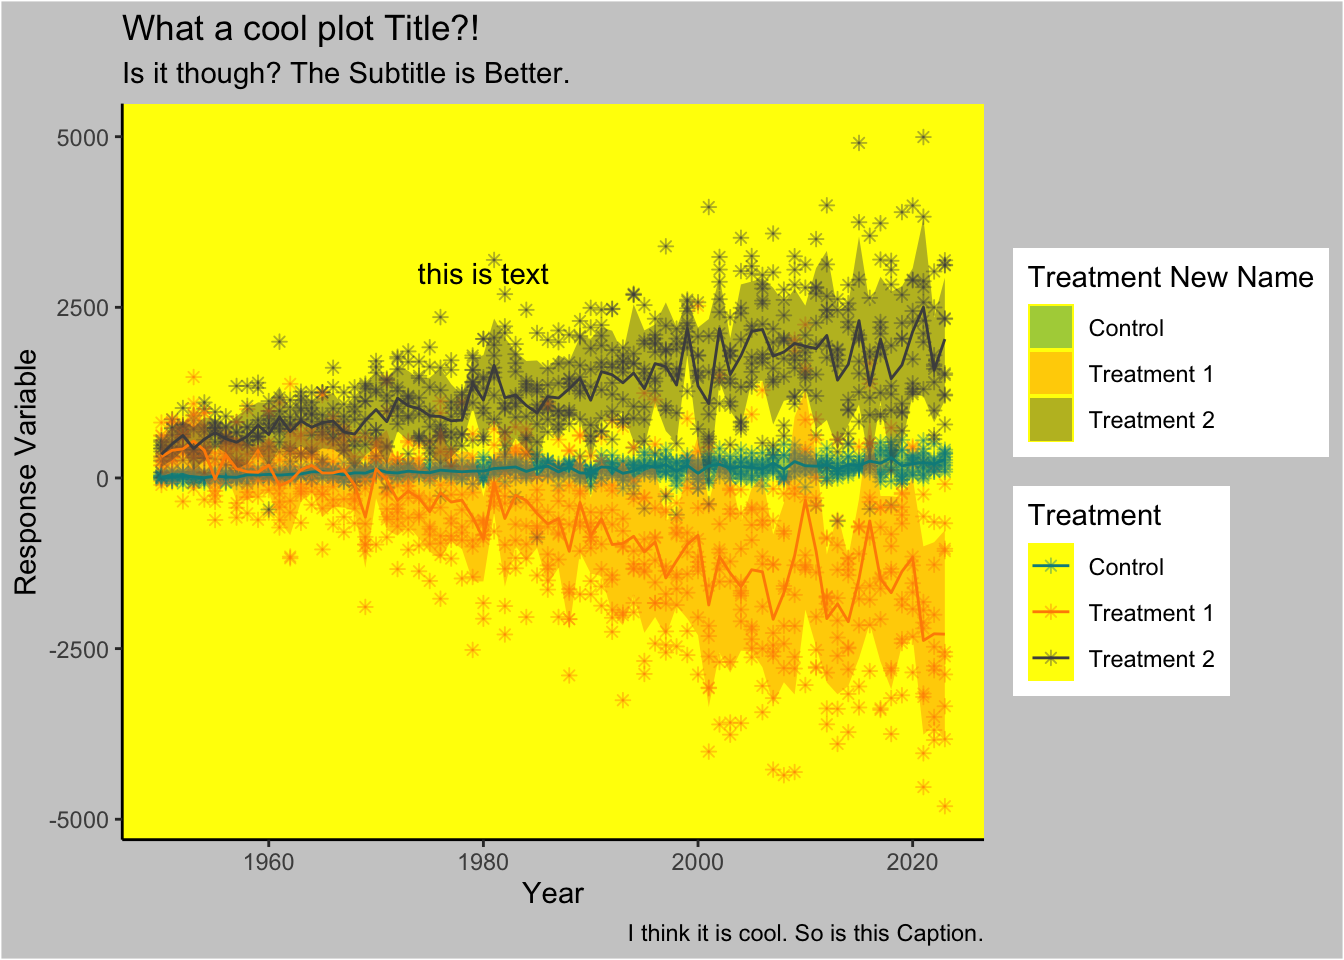 What a cool plot Title?!
Is it though? The Subtitle is Better.
5000
2500
0
-2500
-5000
Response Variable
this is text
1960
1980
2000
2020
Year
I think it is cool. So is this Caption.
Treatment New Name
Control
Treatment 1
Treatment 2
Treatment
Control
Treatment 1
Treatment 2